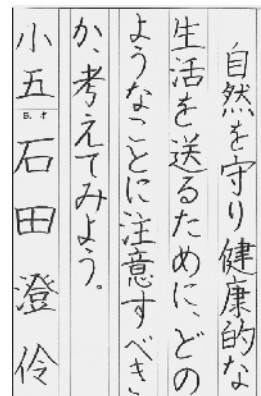 自然を守り健康的な
生活を送るために、どの
ようなことに注意すべき
か、考えてみよう。
小五 石田澄伶